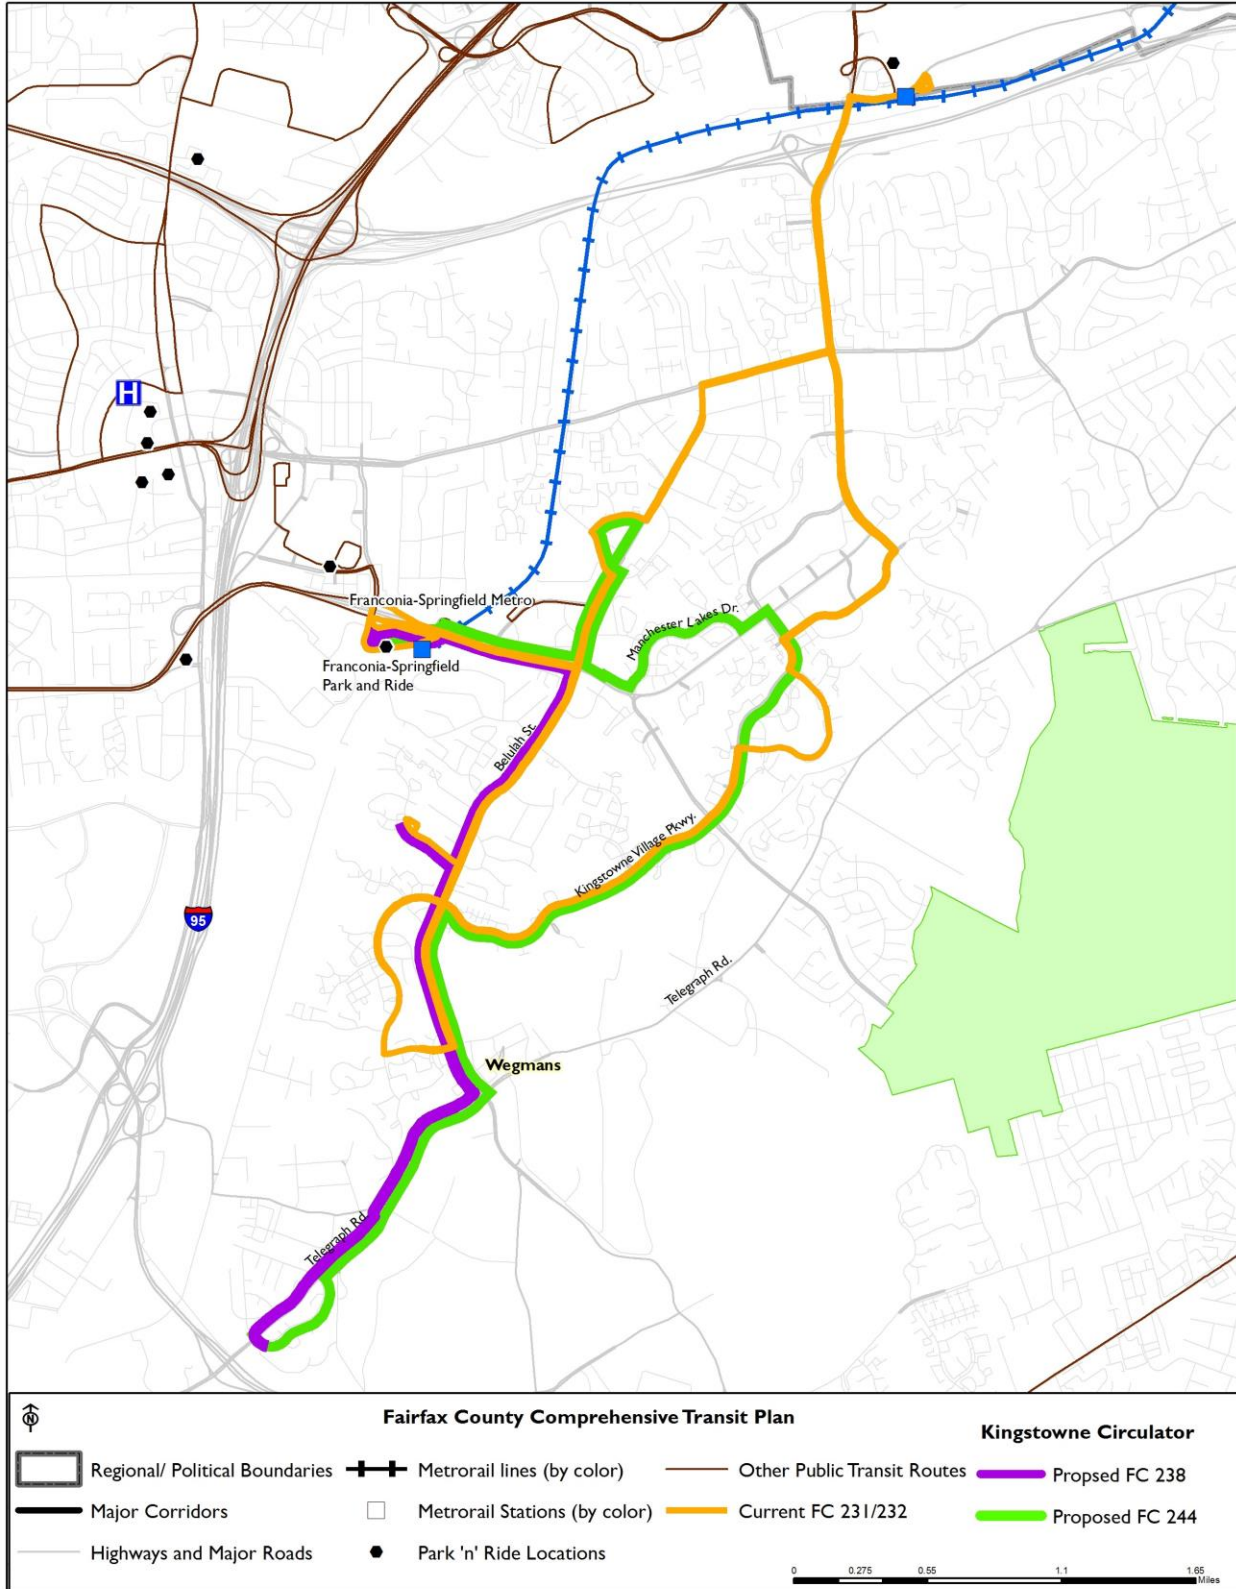 H
Franconia-Springfield Metro
Franconia-Springfield
Park and Ride
Manchester Lakes Dr.
Belulah St.
Kingstowne Village Pkwy.
95
Telegraph Rd.
Wegmans
Telegraph Rd.
N
Fairfax County Comprehensive Transit Plan
Kingstowne Circulator
Regional/ Political Boundaries
Metrorail lines (by color)
Other Public Transit Routes
Propsed FC 238
Major Corridors
Metrorail Stations (by color)
Current FC 231/232
Proposed FC 244
Highways and Major Roads
Park 'n' Ride Locations
0 0.275 0.55 1.1 1.65
Miles